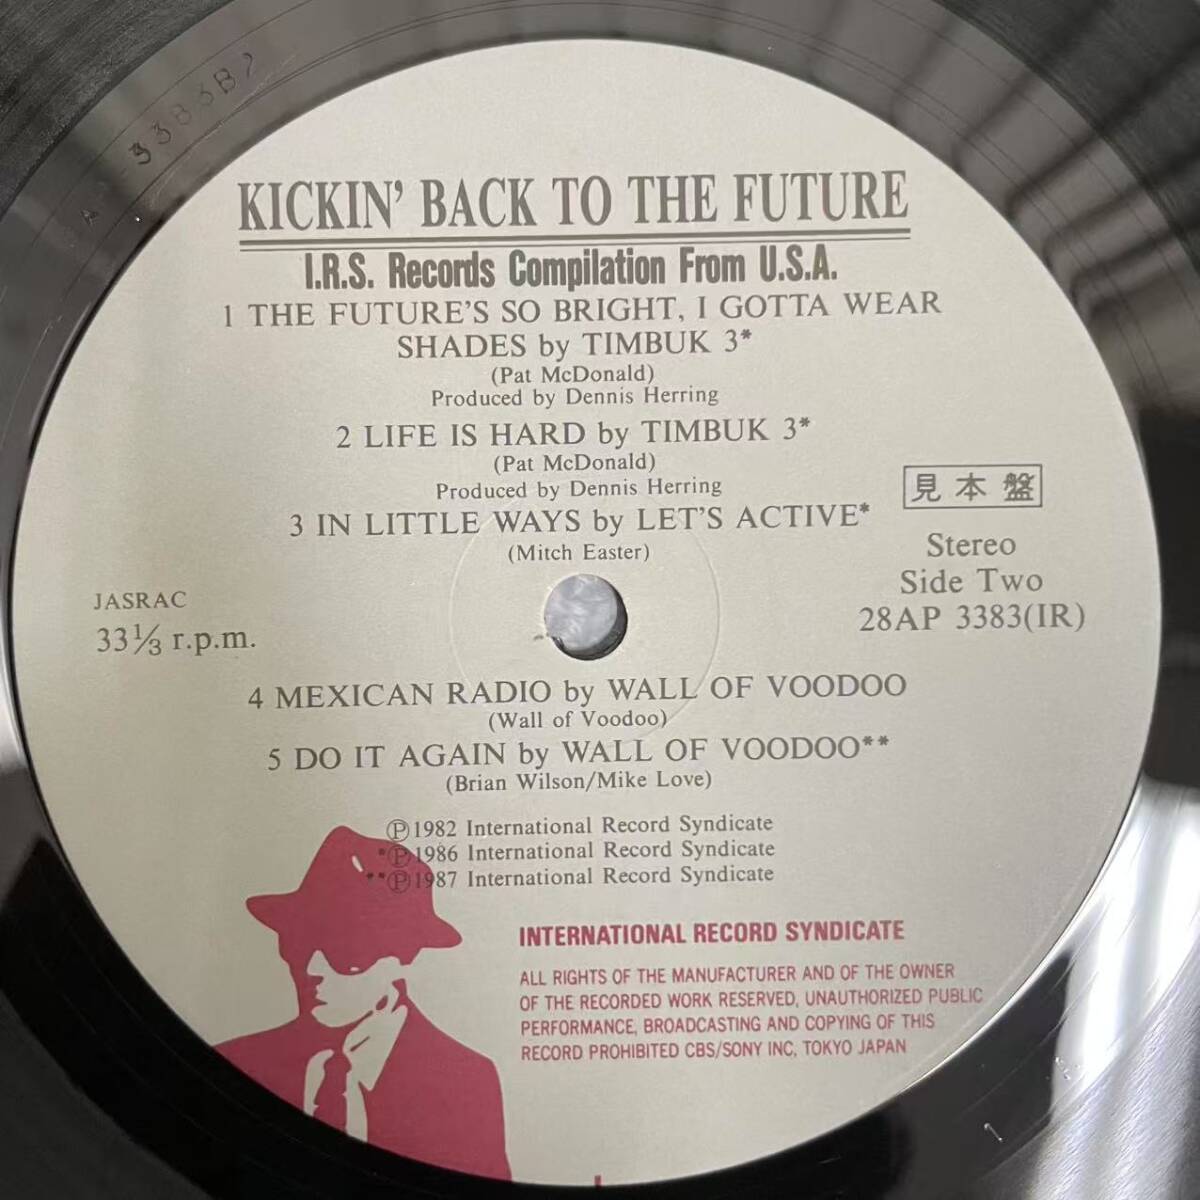 3383B2
KICKIN' BACK TO THE FUTURE
I.R.S. Records Compilation From U.S.A.
1 THE FUTURE'S SO BRIGHT, I GOTTA WEAR
SHADES by TIMBUK 3*
(Pat McDonald)
Produced by Dennis Herring
2 LIFE IS HARD by TIMBUK 3*
(Pat McDonald)
Produced by Dennis Herring
3 IN LITTLE WAYS by LET'S ACTIVE*
(Mitch Easter)
見本盤
Stereo
Side Two
28AP 3383(IR)
JASRAC
33⅓ r.p.m.
4 MEXICAN RADIO by WALL OF VOODOO
(Wall of Voodoo)
5 DO IT AGAIN by WALL OF VOODOO**
(Brian Wilson/Mike Love)
Ⓟ1982 International Record Syndicate
*Ⓟ1986 International Record Syndicate
**Ⓟ1987 International Record Syndicate
INTERNATIONAL RECORD SYNDICATE
ALL RIGHTS OF THE MANUFACTURER AND OF THE OWNER
OF THE RECORDED WORK RESERVED, UNAUTHORIZED PUBLIC
PERFORMANCE, BROADCASTING AND COPYING OF THIS
RECORD PROHIBITED CBS/SONY INC, TOKYO JAPAN